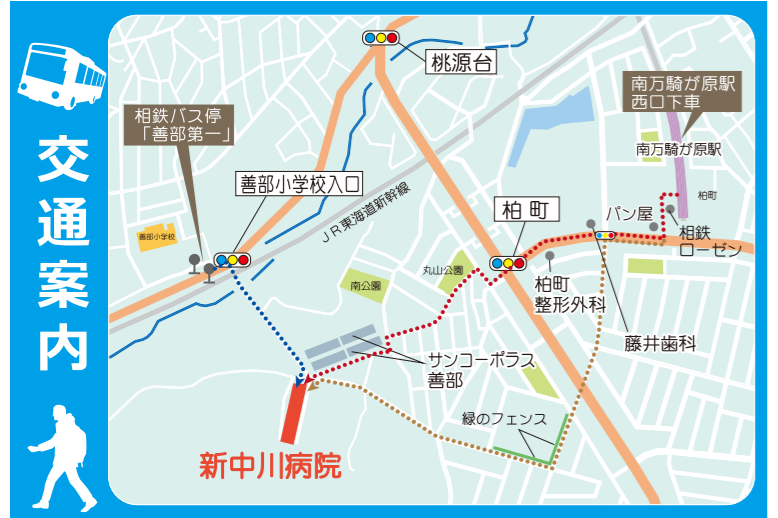 交通案内
桃源台
南万騎が原駅
西口下車
相鉄バス停
「善部第一」
南万騎が原駅
善部小学校入口
JR東海道新幹線
柏町
柏町
パン屋
善部小学校
相鉄
ローゼン
丸山公園
南公園
柏町
整形外科
藤井歯科
サンコーポラス
善部
緑のフェンス
新中川病院